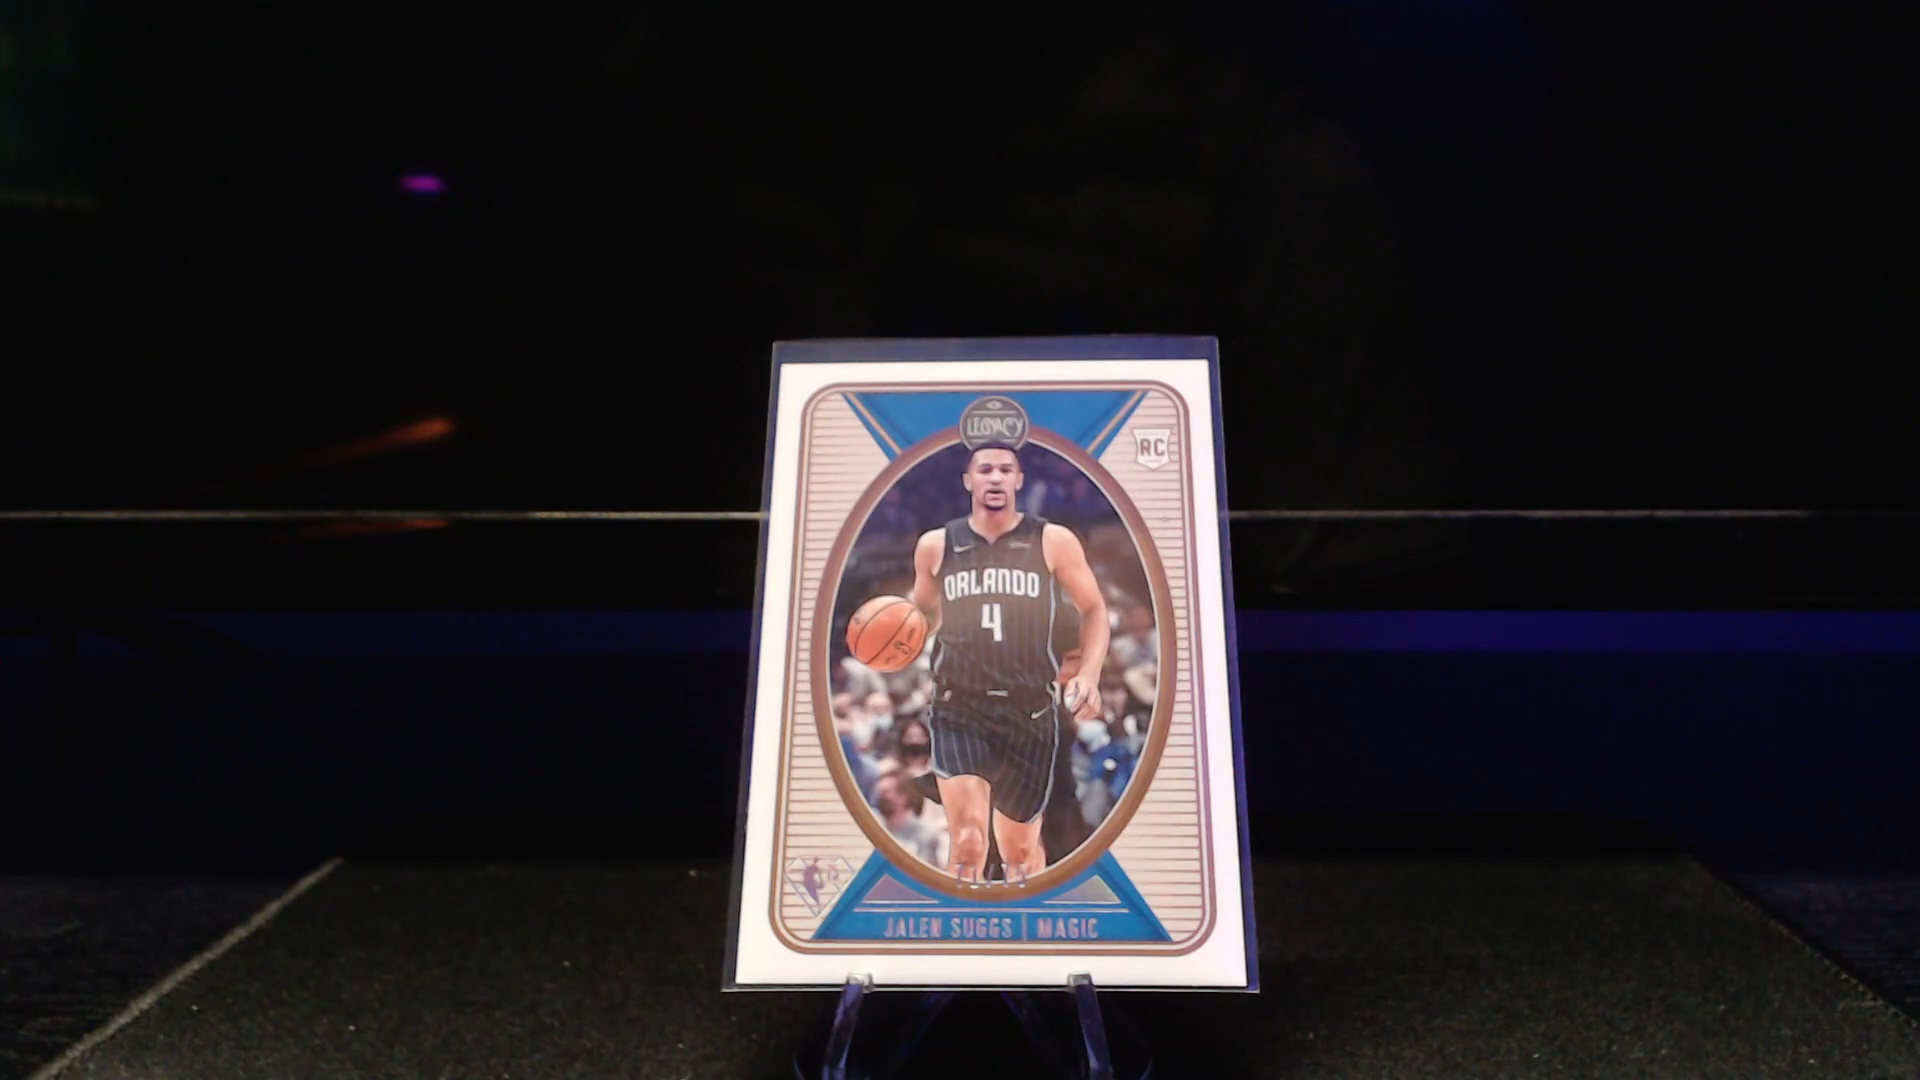 LEGACY
RC
ORLANDO
4
JALEN SUGGS | MAGIC